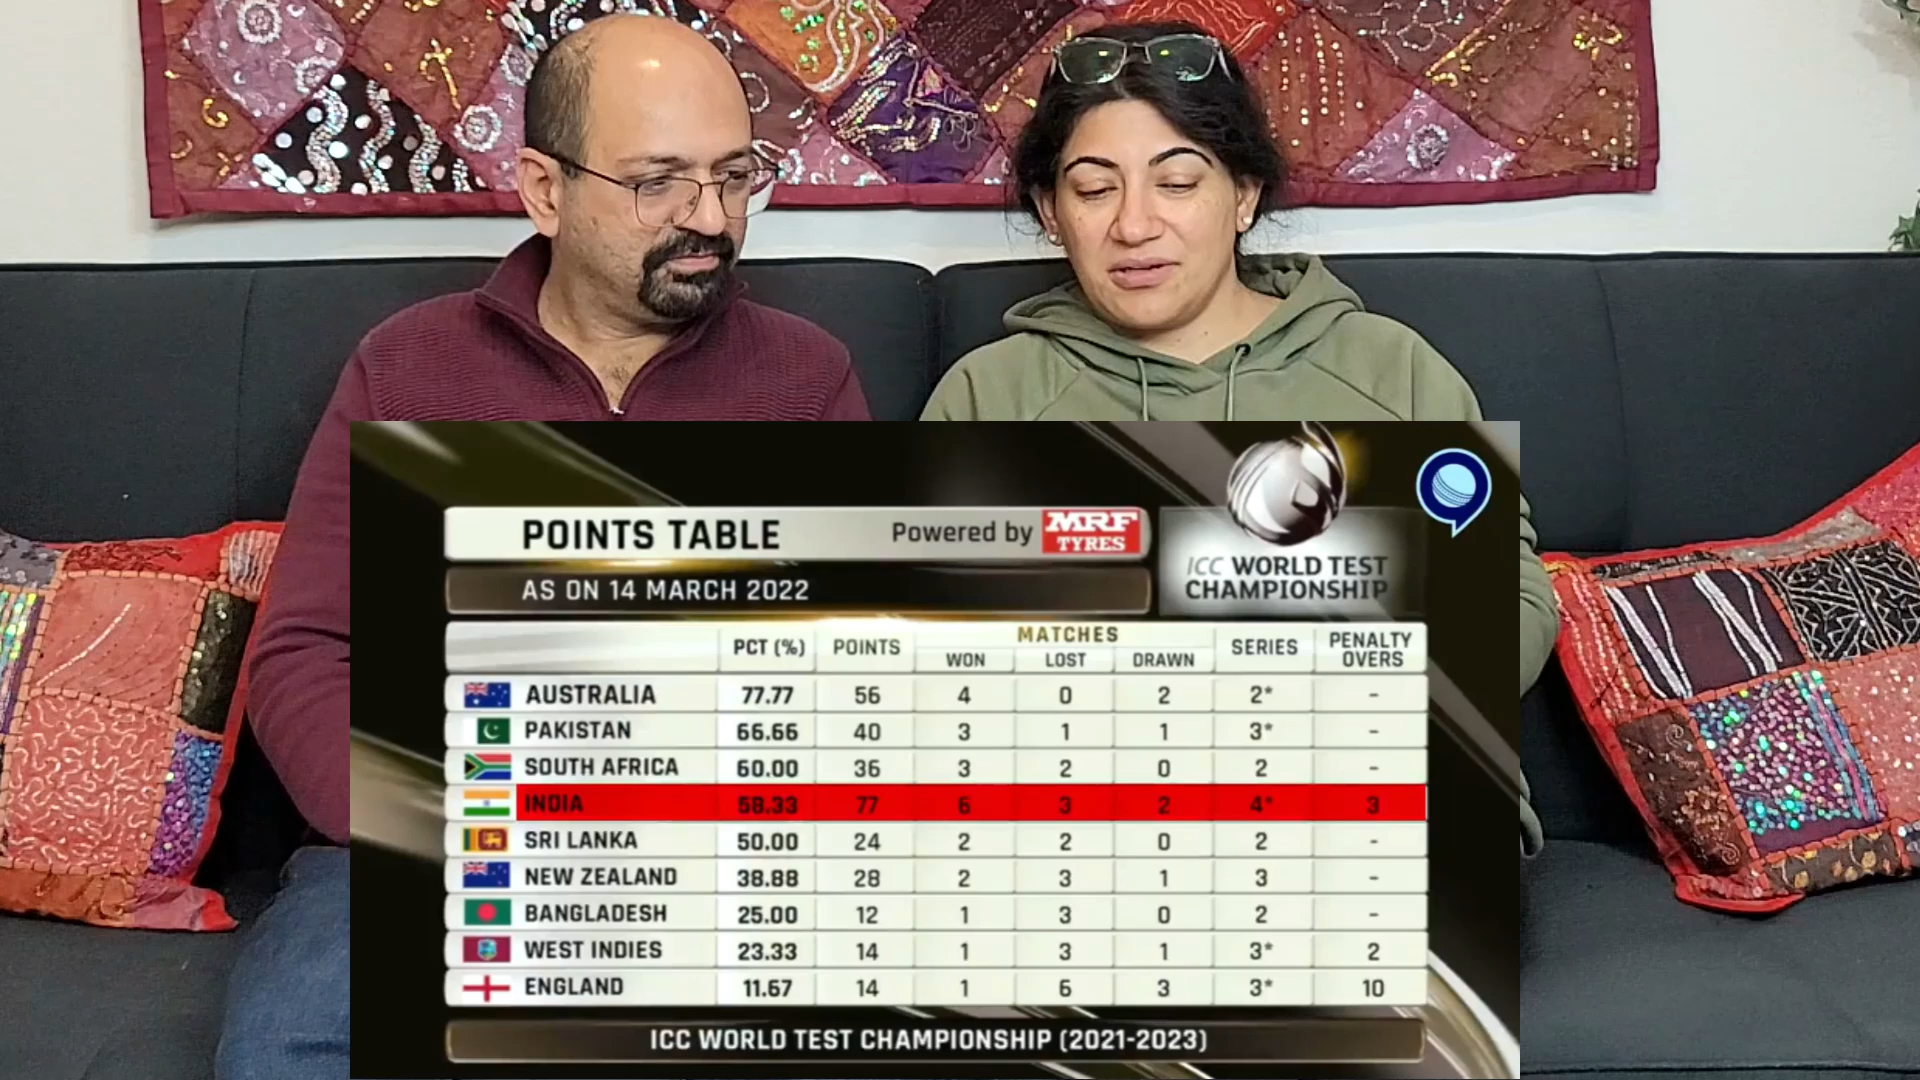 POINTS TABLE Powered by MRF TYRES
AS ON 14 MARCH 2022
ICC WORLD TEST CHAMPIONSHIP
PCT (%) POINTS MATCHES WON LOST DRAWN SERIES PENALTY OVERS
AUSTRALIA 77.77 56 4 0 2 2* -
PAKISTAN 66.66 40 3 1 1 3* -
SOUTH AFRICA 60.00 36 3 2 0 2 -
INDIA 58.33 77 6 3 2 4* 3
SRI LANKA 50.00 24 2 2 0 2 -
NEW ZEALAND 38.88 28 2 3 1 3 -
BANGLADESH 25.00 12 1 3 0 2 -
WEST INDIES 23.33 14 1 3 1 3* 2
ENGLAND 11.67 14 1 6 3 3* 10
ICC WORLD TEST CHAMPIONSHIP (2021-2023)